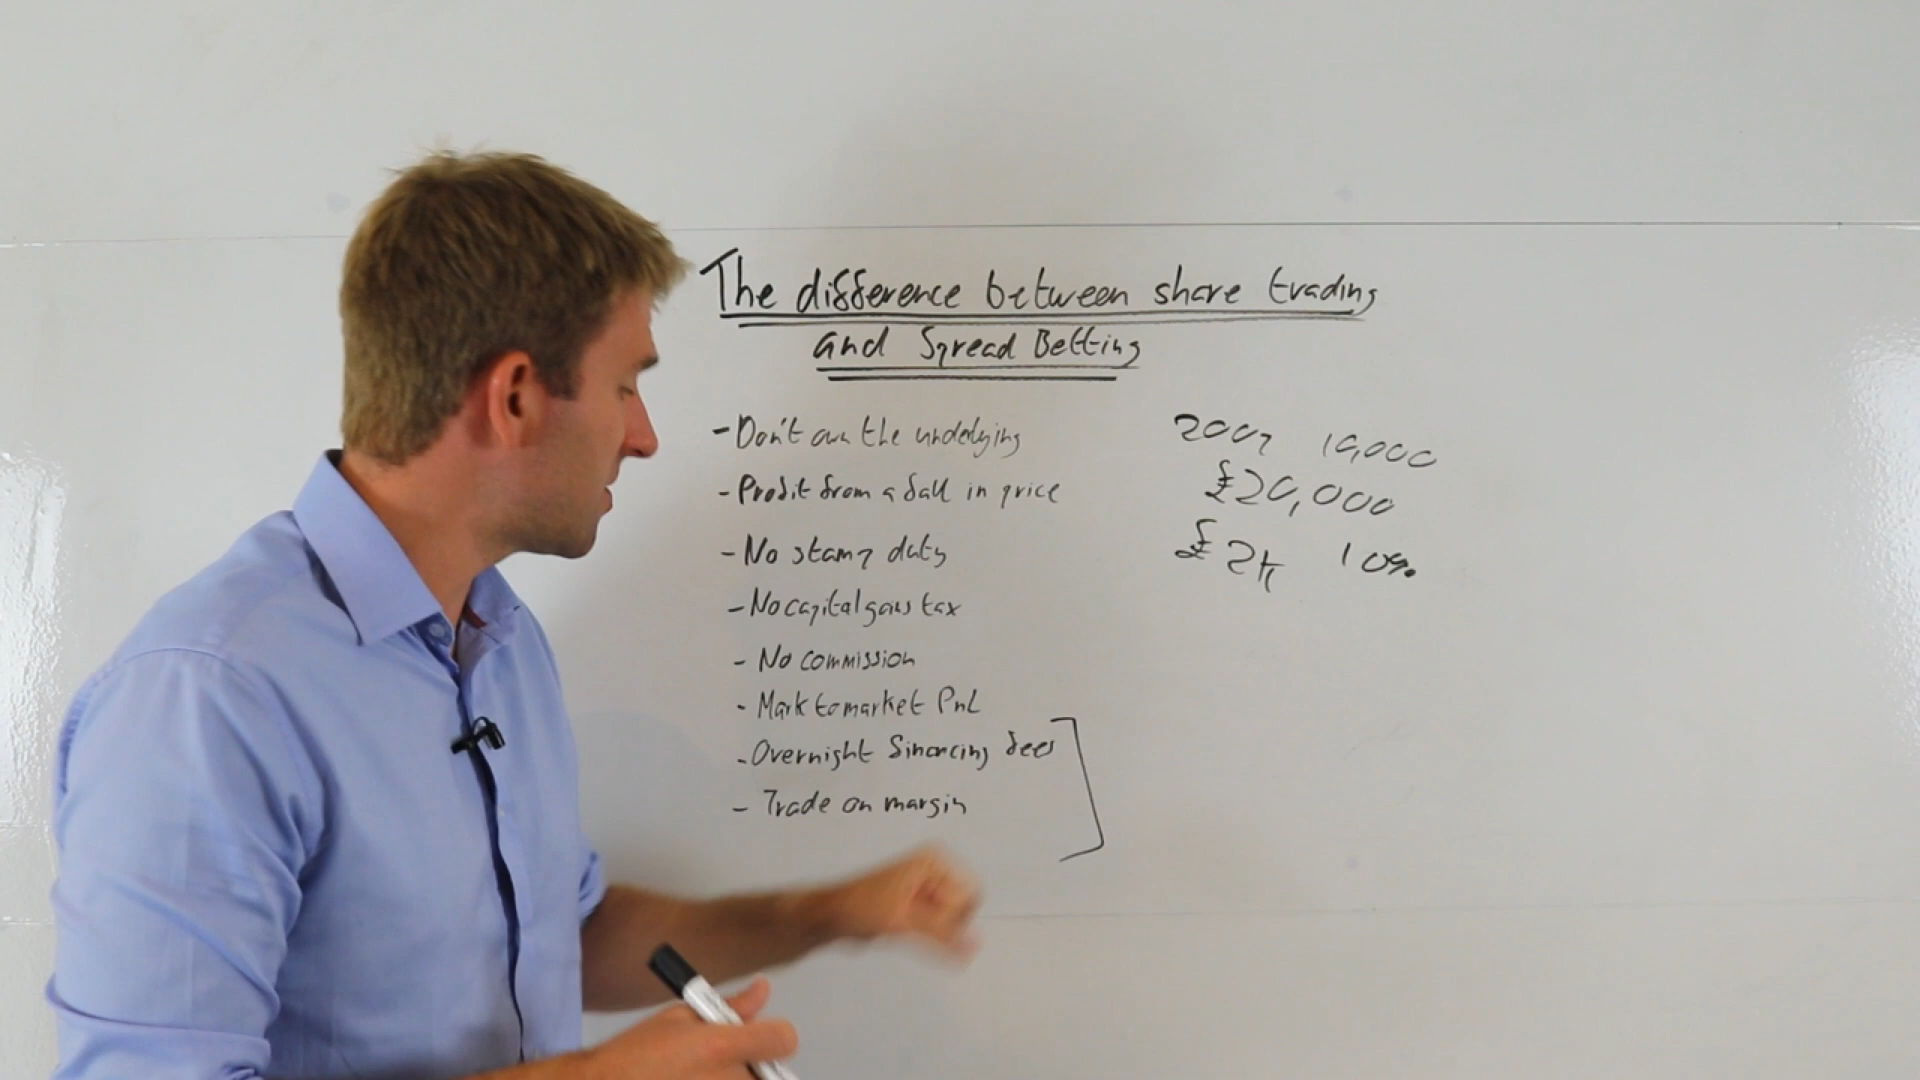 The difference between share trading
and Spread Betting
- Don't own the underlying
- Profit from a fall in price
- No stamp duty
- No capital gains tax
- No commission
- Mark to market PnL
- Overnight financing fees
- Trade on margin
200p 10,000
£20,000
£2k 10%